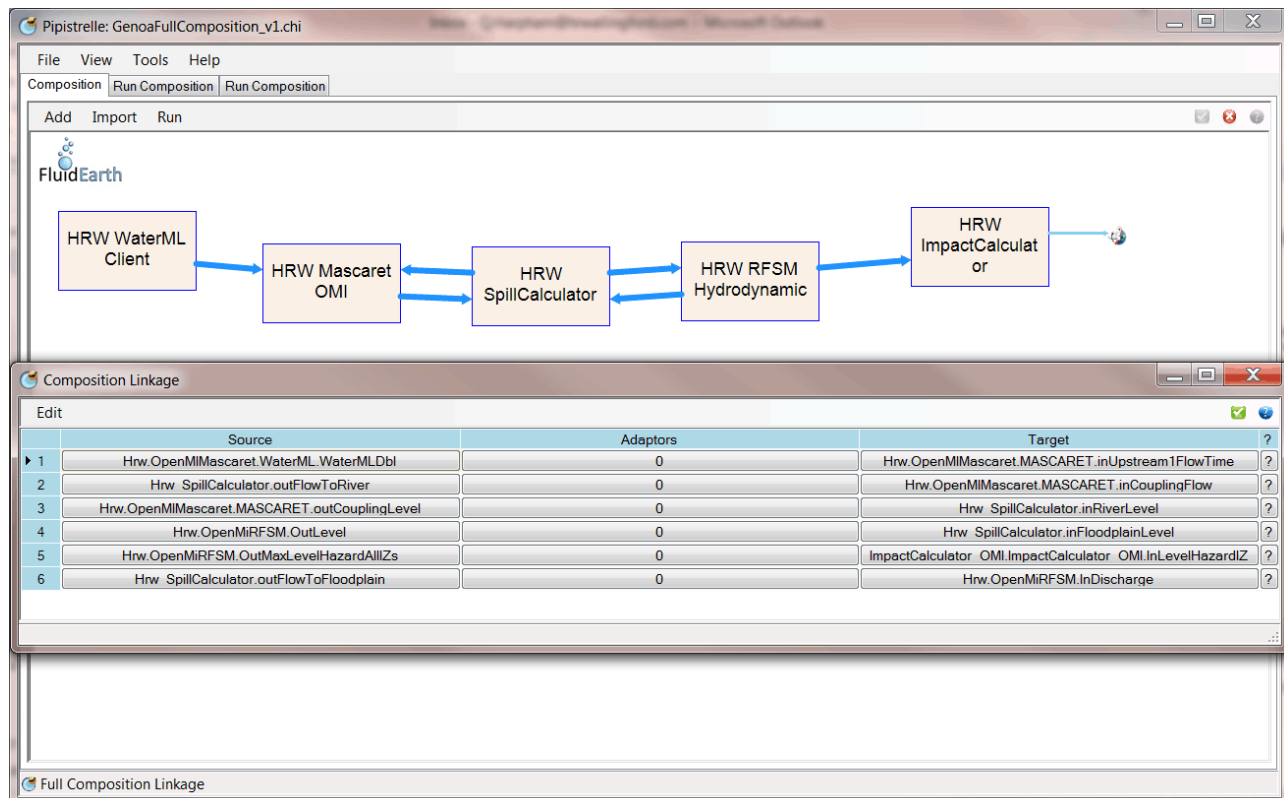 Pipistrelle: GenoaFullComposition_v1.chi
File View Tools Help
Composition Run Composition Run Composition
Add Import Run
FluidEarth
HRW WaterML
Client
HRW Mascaret
OMI
HRW
SpillCalculator
HRW RFSM
Hydrodynamic
HRW
ImpactCalculat
or
Composition Linkage
Edit
Source Adaptors Target ?
1 Hrw.OpenMIMascaret.WaterML.WaterMLDbl 0 Hrw.OpenMIMascaret.MASCARET.inUpstream1FlowTime ?
2 Hrw SpillCalculator.outFlowToRiver 0 Hrw.OpenMIMascaret.MASCARET.inCouplingFlow ?
3 Hrw.OpenMIMascaret.MASCARET.outCouplingLevel 0 Hrw SpillCalculator.inRiverLevel ?
4 Hrw.OpenMiRFSM.OutLevel 0 Hrw SpillCalculator.inFloodplainLevel ?
5 Hrw.OpenMiRFSM.OutMaxLevelHazardAllIZs 0 ImpactCalculator OMI.ImpactCalculator OMI.InLevelHazardIZ ?
6 Hrw SpillCalculator.outFlowToFloodplain 0 Hrw.OpenMiRFSM.InDischarge ?
Full Composition Linkage